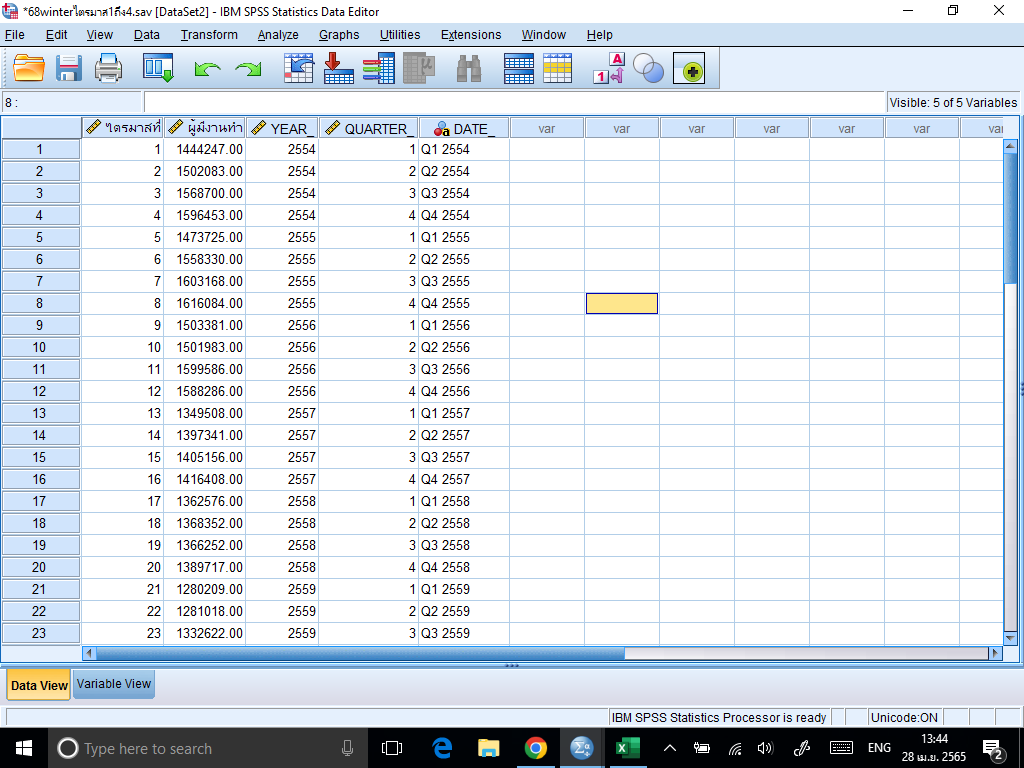 *68winterไตรมาส1ถึง4.sav [DataSet2] - IBM SPSS Statistics Data Editor
File Edit View Data Transform Analyze Graphs Utilities Extensions Window Help
8 :
Visible: 5 of 5 Variables
ไตรมาสที่ ผู้มีงานทำ YEAR_ QUARTER_ DATE_ var var var var var var var
1 1 1444247.00 2554 1 Q1 2554
2 2 1502083.00 2554 2 Q2 2554
3 3 1568700.00 2554 3 Q3 2554
4 4 1596453.00 2554 4 Q4 2554
5 5 1473725.00 2555 1 Q1 2555
6 6 1558330.00 2555 2 Q2 2555
7 7 1603168.00 2555 3 Q3 2555
8 8 1616084.00 2555 4 Q4 2555
9 9 1503381.00 2556 1 Q1 2556
10 10 1501983.00 2556 2 Q2 2556
11 11 1599586.00 2556 3 Q3 2556
12 12 1588286.00 2556 4 Q4 2556
13 13 1349508.00 2557 1 Q1 2557
14 14 1397341.00 2557 2 Q2 2557
15 15 1405156.00 2557 3 Q3 2557
16 16 1416408.00 2557 4 Q4 2557
17 17 1362576.00 2558 1 Q1 2558
18 18 1368352.00 2558 2 Q2 2558
19 19 1366252.00 2558 3 Q3 2558
20 20 1389717.00 2558 4 Q4 2558
21 21 1280209.00 2559 1 Q1 2559
22 22 1281018.00 2559 2 Q2 2559
23 23 1332622.00 2559 3 Q3 2559
Data View Variable View
IBM SPSS Statistics Processor is ready Unicode:ON
Type here to search ENG 13:44
28 เม.ย. 2565 2